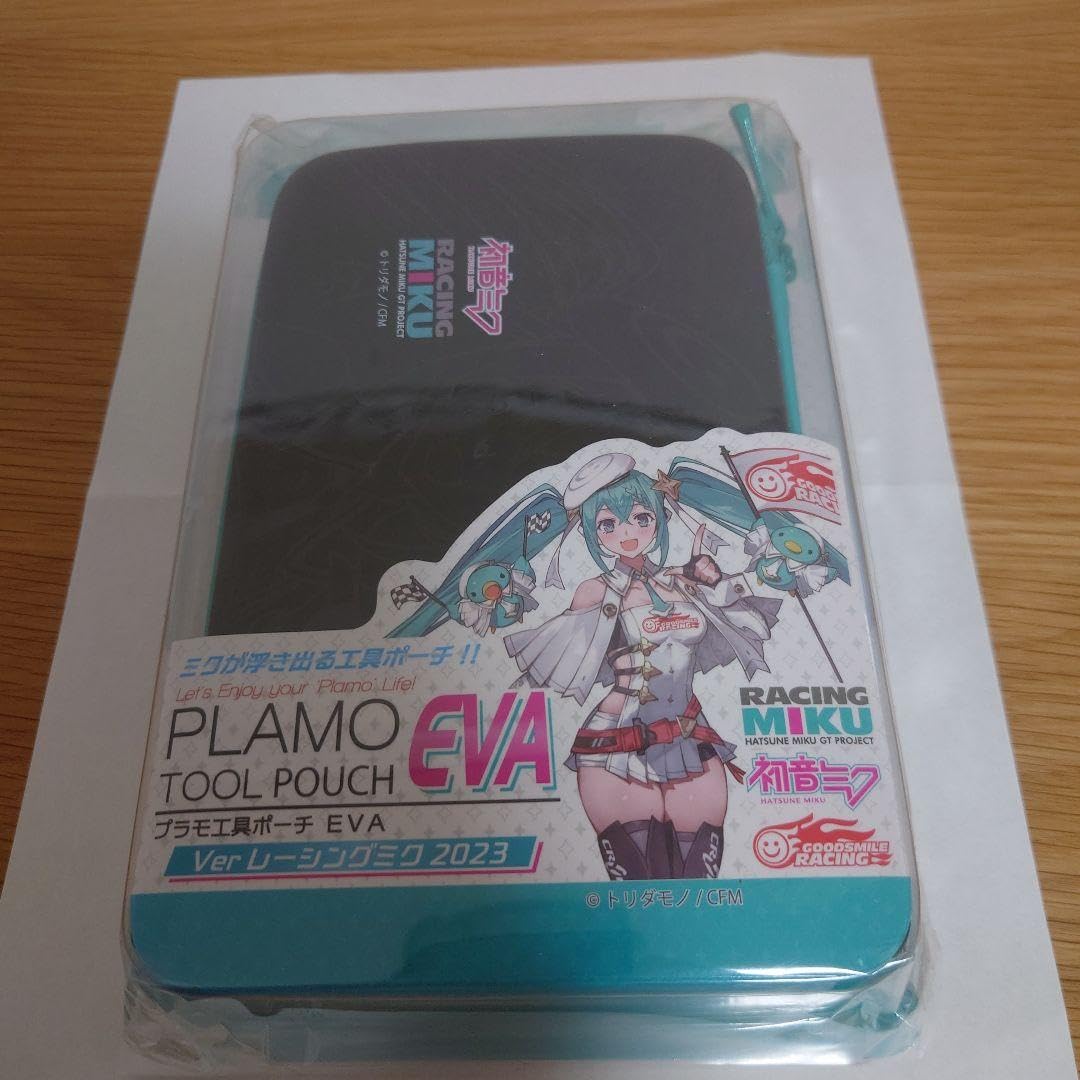 初音ミク
HATSUNE MIKU
RACING
MIKU
HATSUNE MIKU GT PROJECT
© トリダモノ / CFM
GOODSMILE
RACING
GOODSMILE
RACING
ミクが浮き出る工具ポーチ!!
Let's Enjoy your 'Plamo' Life!
PLAMO
TOOL POUCH
EVA
プラモ工具ポーチ EVA
Ver レーシングミク 2023
RACING
MIKU
HATSUNE MIKU GT PROJECT
初音ミク
HATSUNE MIKU
GOODSMILE
RACING
© トリダモノ / CFM